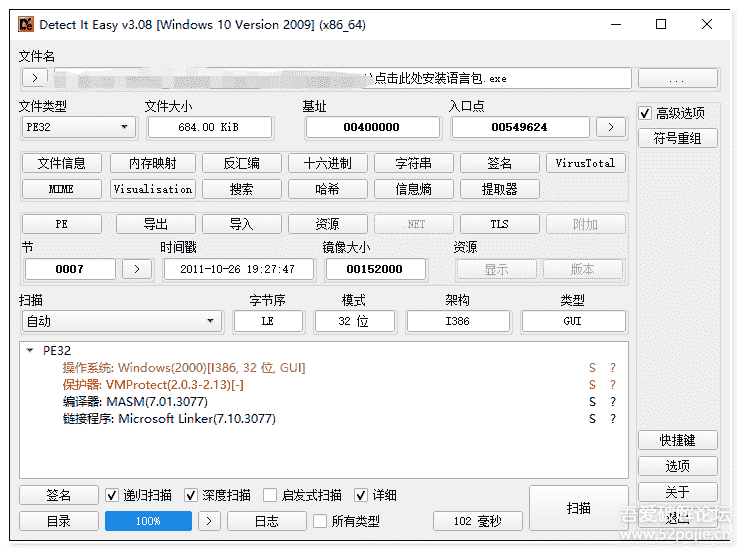 Detect It Easy v3.08 [Windows 10 Version 2009] (x86_64)
文件名
> 点击此处安装语言包.exe ...
文件类型 文件大小 基址 入口点
PE32 684.00 KiB 00400000 00549624 >
高级选项
文件信息 内存映射 反汇编 十六进制 字符串 签名 VirusTotal
符号重组
MIME Visualisation 搜索 哈希 信息熵 提取器
PE 导出 导入 资源 .NET TLS 附加
节 时间戳 镜像大小 资源
0007 > 2011-10-26 19:27:47 00152000 显示 版本
扫描 字节序 模式 架构 类型
自动 LE 32 位 I386 GUI
PE32
操作系统: Windows(2000)[I386, 32 位, GUI] S ?
保护器: VMProtect(2.0.3-2.13)[-] S ?
编译器: MASM(7.01.3077) S ?
链接程序: Microsoft Linker(7.10.3077) S ?
快捷键
选项
关于
退出
签名 递归扫描 深度扫描 启发式扫描 详细
扫描
目录 100% > 日志 所有类型 102 毫秒
吾爱破解论坛
www.52pojie.cn